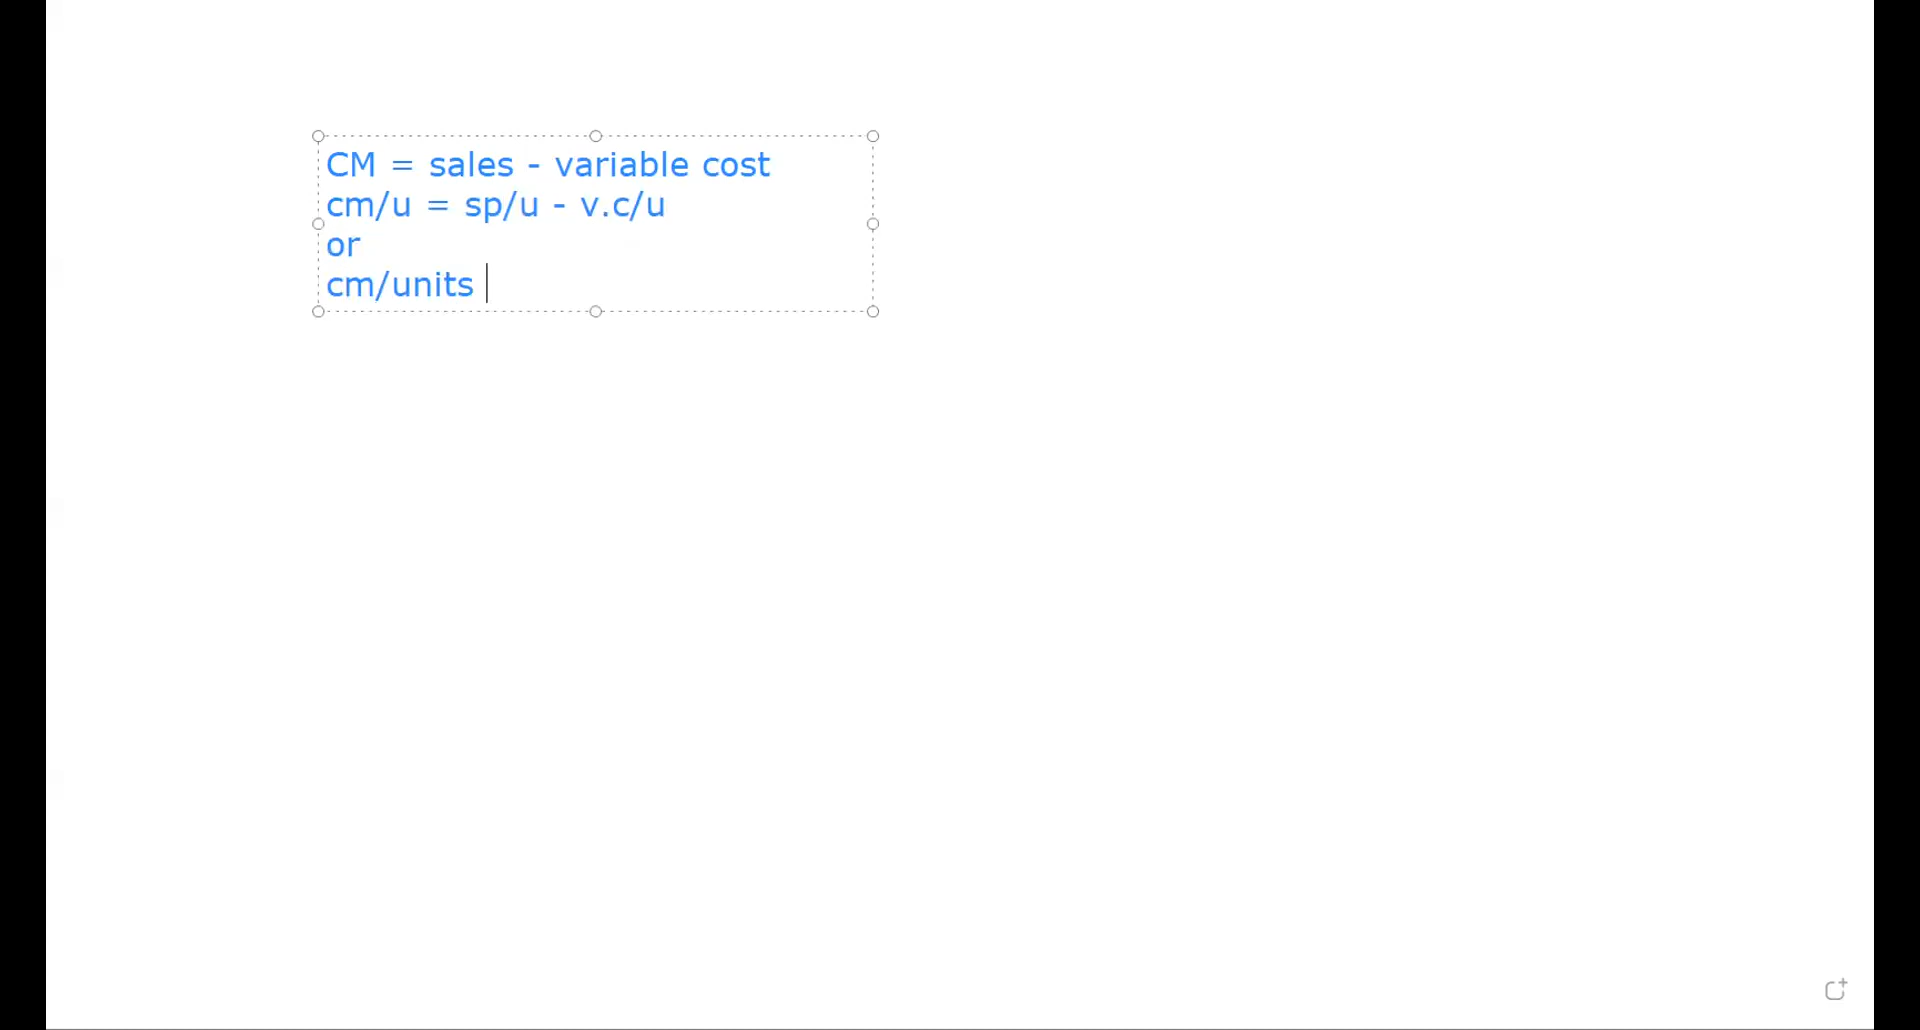 CM = sales - variable cost
cm/u = sp/u - v.c/u
or
cm/units